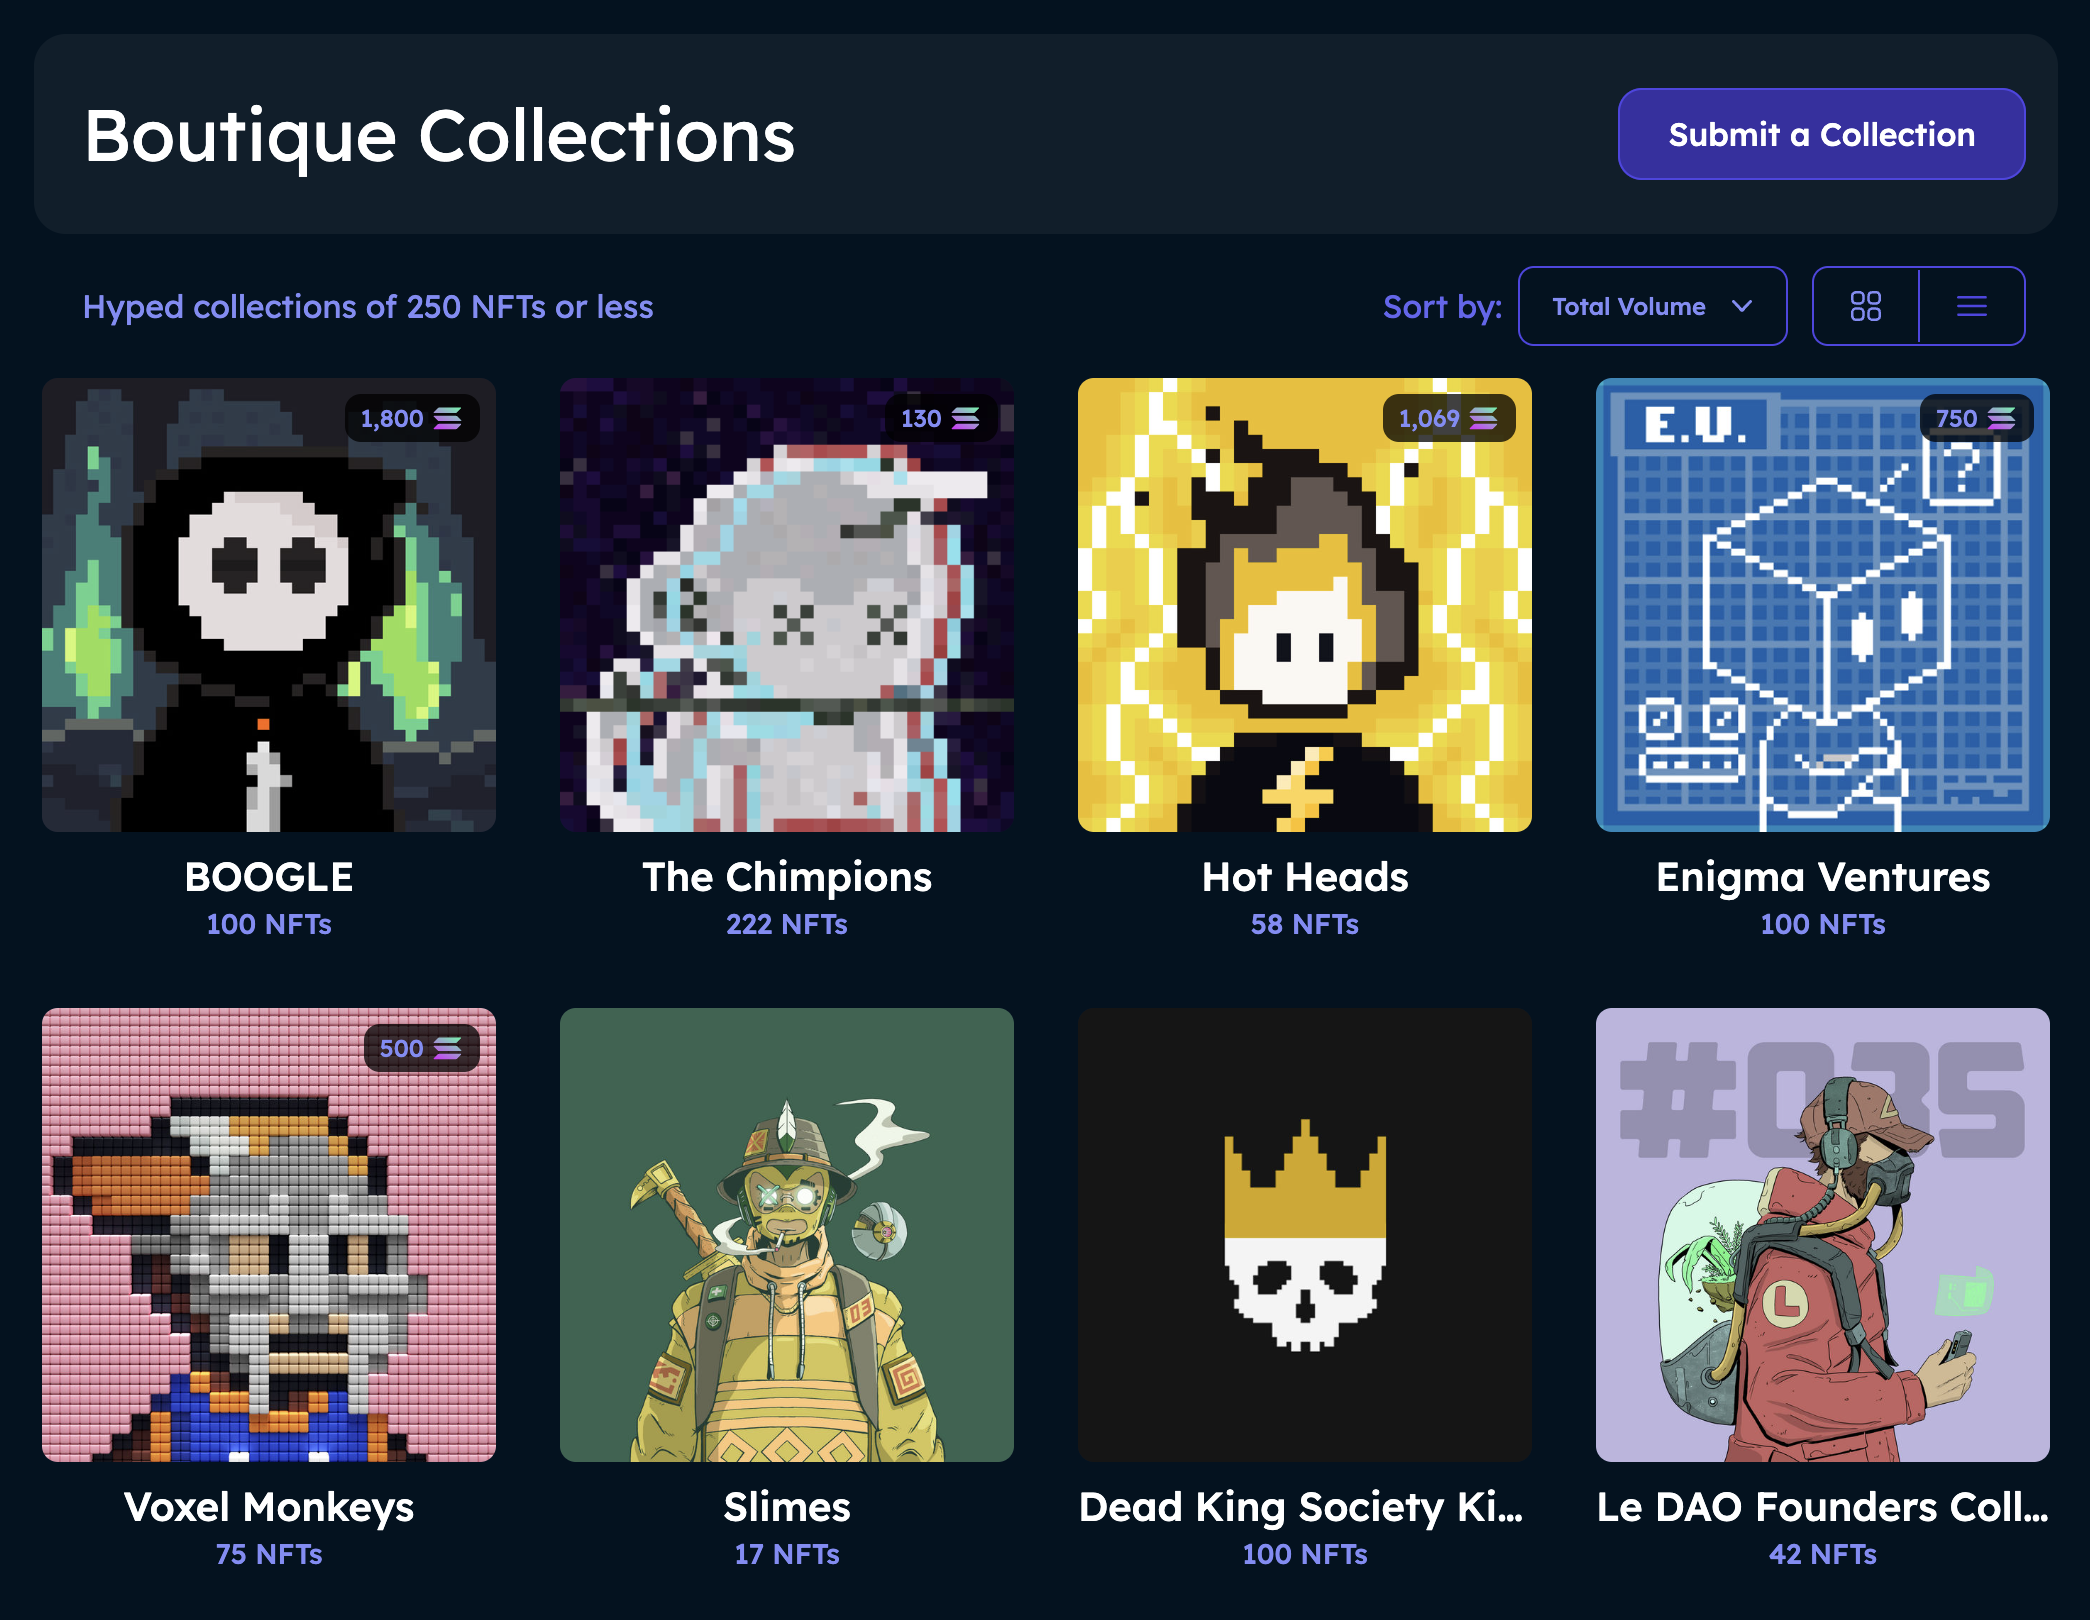 Boutique Collections
Submit a Collection
Hyped collections of 250 NFTs or less
Sort by:
Total Volume
1,800
130
1,069
E.U.
750
?
BOOGLE
The Chimpions
Hot Heads
Enigma Ventures
100 NFTs
222 NFTs
58 NFTs
100 NFTs
500
#035
03
L
Voxel Monkeys
Slimes
Dead King Society Ki...
Le DAO Founders Coll...
75 NFTs
17 NFTs
100 NFTs
42 NFTs